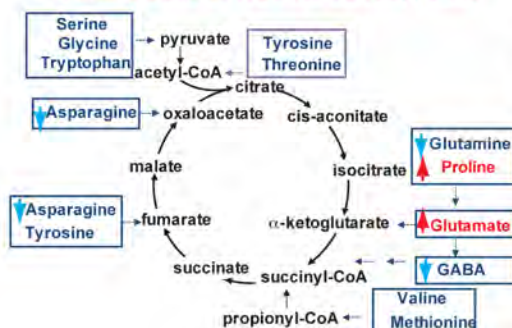 Serine
Glycine
Tryptophan
pyruvate
acetyl-CoA
Tyrosine
Threonine
citrate
Asparagine
oxaloacetate
cis-aconitate
malate
isocitrate
Glutamine
Proline
Asparagine
Tyrosine
fumarate
α-ketoglutarate
Glutamate
succinate
succinyl-CoA
GABA
propionyl-CoA
Valine
Methionine